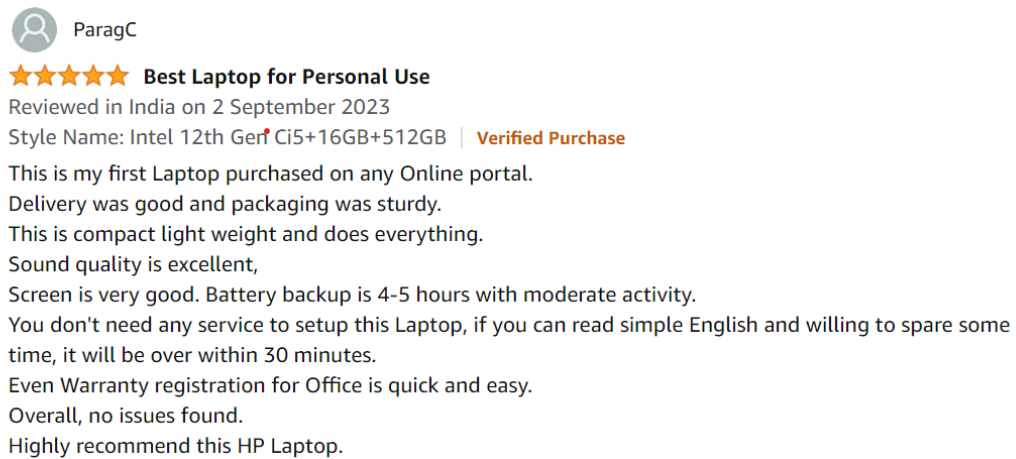 ParagC
Best Laptop for Personal Use
Reviewed in India on 2 September 2023
Style Name: Intel 12th Gen Ci5+16GB+512GB | Verified Purchase
This is my first Laptop purchased on any Online portal.
Delivery was good and packaging was sturdy.
This is compact light weight and does everything.
Sound quality is excellent,
Screen is very good. Battery backup is 4-5 hours with moderate activity.
You don't need any service to setup this Laptop, if you can read simple English and willing to spare some
time, it will be over within 30 minutes.
Even Warranty registration for Office is quick and easy.
Overall, no issues found.
Highly recommend this HP Laptop.